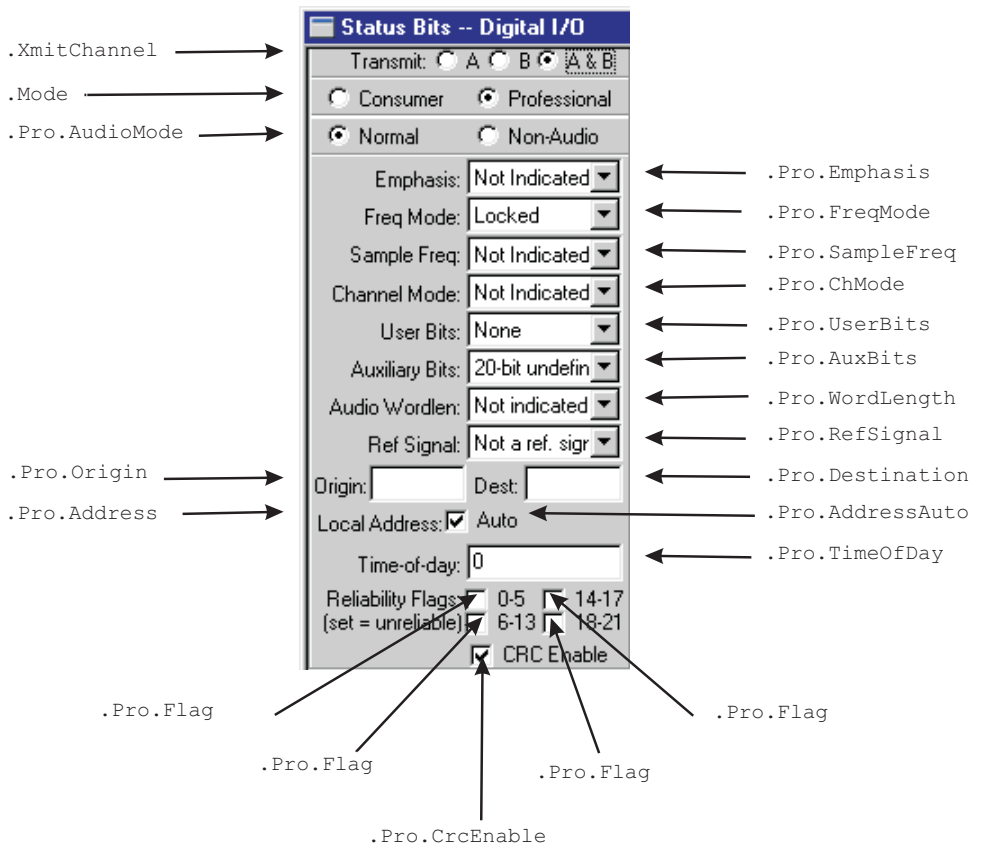 Status Bits -- Digital I/O
.XmitChannel
Transmit: A B A & B
.Mode
Consumer Professional
.Pro.AudioMode
Normal Non-Audio
Emphasis: Not Indicated
.Pro.Emphasis
Freq Mode: Locked
.Pro.FreqMode
Sample Freq: Not Indicated
.Pro.SampleFreq
Channel Mode: Not Indicated
.Pro.ChMode
User Bits: None
.Pro.UserBits
Auxiliary Bits: 20-bit undefin
.Pro.AuxBits
Audio Wordlen: Not indicated
.Pro.WordLength
Ref Signal: Not a ref. sigr
.Pro.RefSignal
.Pro.Origin
Origin: Dest:
.Pro.Destination
.Pro.Address
Local Address: Auto
.Pro.AddressAuto
Time-of-day: 0
.Pro.TimeOfDay
Reliability Flags: 0-5 14-17
(set = unreliable) 6-13 18-21
CRC Enable
.Pro.Flag
.Pro.Flag
.Pro.Flag
.Pro.Flag
.Pro.CrcEnable